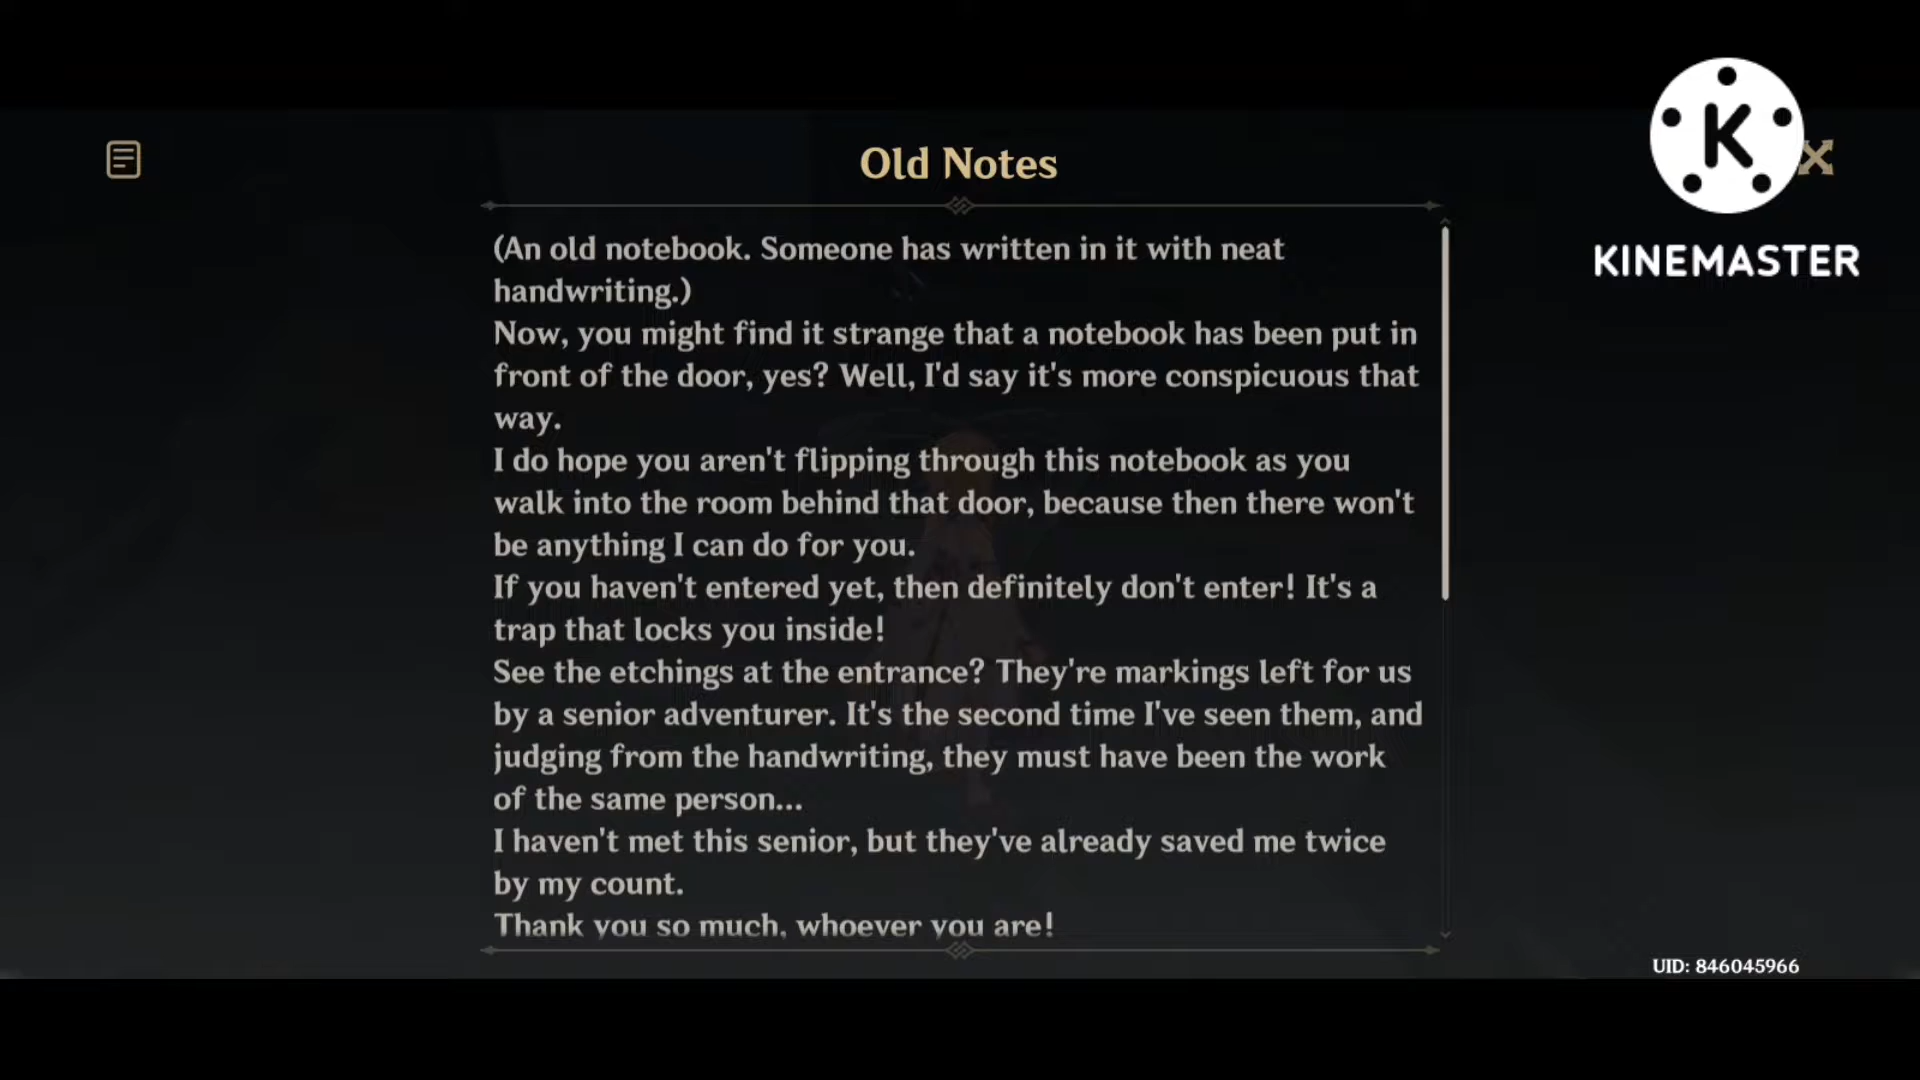 Old Notes
(An old notebook. Someone has written in it with neat
handwriting.)
Now, you might find it strange that a notebook has been put in
front of the door, yes? Well, I'd say it's more conspicuous that
way.
I do hope you aren't flipping through this notebook as you
walk into the room behind that door, because then there won't
be anything I can do for you.
If you haven't entered yet, then definitely don't enter! It's a
trap that locks you inside!
See the etchings at the entrance? They're markings left for us
by a senior adventurer. It's the second time I've seen them, and
judging from the handwriting, they must have been the work
of the same person...
I haven't met this senior, but they've already saved me twice
by my count.
Thank you so much, whoever you are!
K
KINEMASTER
UID: 846045966